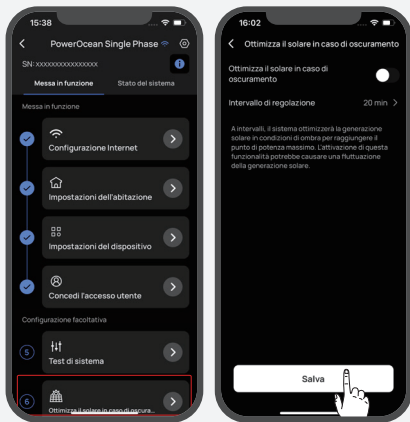 15:38
PowerOcean Single Phase
SN: xxxxxxxxxxxxxxxx
Messa in funzione
Stato del sistema
Messa in funzione
Configurazione Internet
Impostazioni dell'abitazione
Impostazioni del dispositivo
Concedi l'accesso utente
Configurazione facoltativa
5
Test di sistema
6
Ottimizza il solare in caso di oscura...
16:02
Ottimizza il solare in caso di oscuramento
Ottimizza il solare in caso di
oscuramento
Intervallo di regolazione
20 min
A intervalli, il sistema ottimizzerà la generazione
solare in condizioni di ombra per raggiungere il
punto di potenza massimo. L'attivazione di questa
funzionalità potrebbe causare una fluttuazione
della generazione solare.
Salva